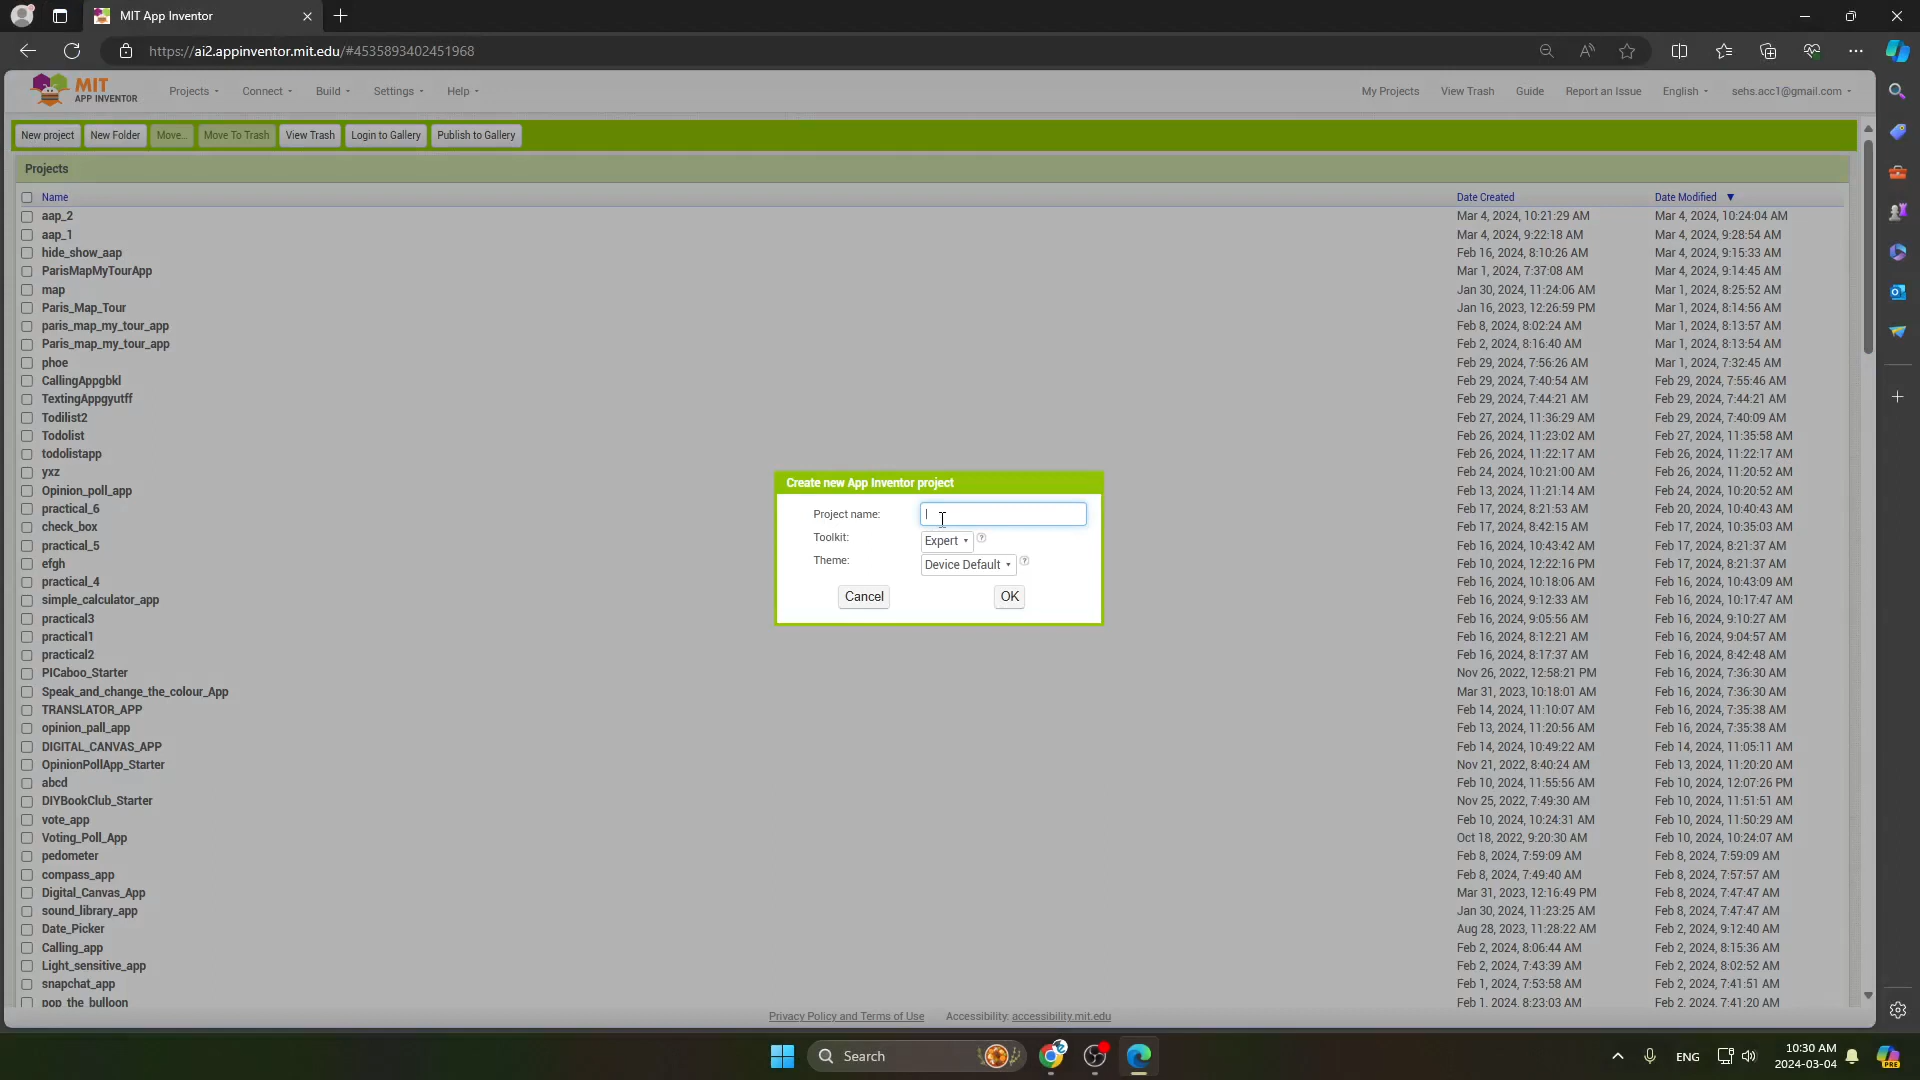 MIT App Inventor
https://ai2.appinventor.mit.edu/#4535893402451968
MIT
APP INVENTOR
Projects Connect Build Settings Help My Projects View Trash Guide Report an Issue English sehs.acc1@gmail.com
New project New Folder Move... Move To Trash View Trash Login to Gallery Publish to Gallery
Projects
Name Date Created Date Modified
aap_2 Mar 4, 2024, 10:21:29 AM Mar 4, 2024, 10:24:04 AM
aap_1 Mar 4, 2024, 9:22:18 AM Mar 4, 2024, 9:28:54 AM
hide_show_aap Feb 16, 2024, 8:10:26 AM Mar 4, 2024, 9:15:33 AM
ParisMapMyTourApp Mar 1, 2024, 7:37:08 AM Mar 4, 2024, 9:14:45 AM
map Jan 30, 2024, 11:24:06 AM Mar 1, 2024, 8:25:52 AM
Paris_Map_Tour Jan 16, 2023, 12:26:59 PM Mar 1, 2024, 8:14:56 AM
paris_map_my_tour_app Feb 8, 2024, 8:02:24 AM Mar 1, 2024, 8:13:57 AM
Paris_map_my_tour_app Feb 2, 2024, 8:16:40 AM Mar 1, 2024, 8:13:54 AM
phoe Feb 29, 2024, 7:56:26 AM Mar 1, 2024, 7:32:45 AM
CallingAppgbkl Feb 29, 2024, 7:40:54 AM Feb 29, 2024, 7:55:46 AM
TextingAppgyutff Feb 29, 2024, 7:44:21 AM Feb 29, 2024, 7:44:21 AM
Todilist2 Feb 27, 2024, 11:36:29 AM Feb 29, 2024, 7:40:09 AM
Todolist Feb 26, 2024, 11:23:02 AM Feb 27, 2024, 11:35:58 AM
todolistapp Feb 26, 2024, 11:22:17 AM Feb 26, 2024, 11:22:17 AM
yxz Feb 24, 2024, 10:21:00 AM Feb 26, 2024, 11:20:52 AM
Opinion_poll_app Feb 13, 2024, 11:21:14 AM Feb 24, 2024, 10:20:52 AM
practical_6 Feb 17, 2024, 8:21:53 AM Feb 20, 2024, 10:40:43 AM
check_box Feb 17, 2024, 8:42:15 AM Feb 17, 2024, 10:35:03 AM
practical_5 Feb 16, 2024, 10:43:42 AM Feb 17, 2024, 8:21:37 AM
efgh Feb 10, 2024, 12:22:16 PM Feb 17, 2024, 8:21:37 AM
practical_4 Feb 16, 2024, 10:18:06 AM Feb 16, 2024, 10:43:09 AM
simple_calculator_app Feb 16, 2024, 9:12:33 AM Feb 16, 2024, 10:17:47 AM
practical3 Feb 16, 2024, 9:05:56 AM Feb 16, 2024, 9:10:27 AM
practical1 Feb 16, 2024, 8:12:21 AM Feb 16, 2024, 9:04:57 AM
practical2 Feb 16, 2024, 8:17:37 AM Feb 16, 2024, 8:42:48 AM
PICaboo_Starter Nov 26, 2022, 12:58:21 PM Feb 16, 2024, 7:36:30 AM
Speak_and_change_the_colour_App Mar 31, 2023, 10:18:01 AM Feb 16, 2024, 7:36:30 AM
TRANSLATOR_APP Feb 14, 2024, 11:10:07 AM Feb 16, 2024, 7:35:38 AM
opinion_pall_app Feb 13, 2024, 11:20:56 AM Feb 16, 2024, 7:35:38 AM
DIGITAL_CANVAS_APP Feb 14, 2024, 10:49:22 AM Feb 14, 2024, 11:05:11 AM
OpinionPollApp_Starter Nov 21, 2022, 8:40:24 AM Feb 13, 2024, 11:20:20 AM
abcd Feb 10, 2024, 11:55:56 AM Feb 10, 2024, 12:07:26 PM
DIYBookClub_Starter Nov 25, 2022, 7:49:30 AM Feb 10, 2024, 11:51:51 AM
vote_app Feb 10, 2024, 10:24:31 AM Feb 10, 2024, 11:50:29 AM
Voting_Poll_App Oct 18, 2022, 9:20:30 AM Feb 10, 2024, 10:24:07 AM
pedometer Feb 8, 2024, 7:59:09 AM Feb 8, 2024, 7:59:09 AM
compass_app Feb 8, 2024, 7:49:40 AM Feb 8, 2024, 7:57:57 AM
Digital_Canvas_App Mar 31, 2023, 12:16:49 PM Feb 8, 2024, 7:47:47 AM
sound_library_app Jan 30, 2024, 11:23:25 AM Feb 8, 2024, 7:47:47 AM
Date_Picker Aug 28, 2023, 11:28:22 AM Feb 2, 2024, 9:12:40 AM
Calling_app Feb 2, 2024, 8:06:44 AM Feb 2, 2024, 8:15:36 AM
Light_sensitive_app Feb 2, 2024, 7:43:39 AM Feb 2, 2024, 8:02:52 AM
snapchat_app Feb 1, 2024, 7:53:58 AM Feb 2, 2024, 7:41:51 AM
pop_the_bulloon Feb 1, 2024, 8:23:03 AM Feb 2, 2024, 7:41:20 AM
Create new App Inventor project
Project name:
Toolkit: Expert ?
Theme: Device Default ?
Cancel OK
Privacy Policy and Terms of Use Accessibility: accessibility.mit.edu
Search ENG 10:30 AM
2024-03-04
PRE